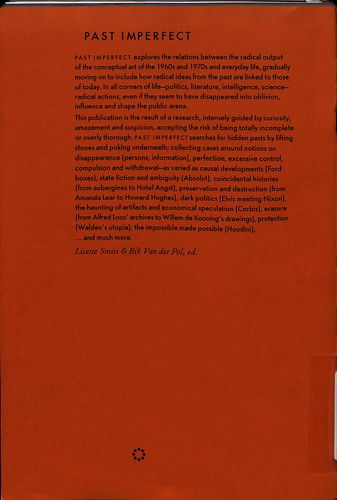 PAST IMPERFECT
PAST IMPERFECT explores the relations between the radical output
of the conceptual art of the 1960s and 1970s and everyday life, gradually
moving on to include how radical ideas from the past are linked to those
of today. In all corners of life—politics, literature, intelligence, science—
radical actions, even if they seem to have disappeared into oblivion,
influence and shape the public arena.
This publication is the result of a research, intensely guided by curiosity,
amazement and suspicion, accepting the risk of being totally incomplete
or overly thorough. PAST IMPERFECT searches for hidden pasts by lifting
stones and poking underneath; collecting cases around notions on
disappearance (persons, information), perfection, excessive control,
compulsion and withdrawal—as varied as causal developments (Ford
boxes), state fiction and ambiguity (Absolut), coincidental histories
(from aubergines to Hotel Angst), preservation and destruction (from
Amanda Lear to Howard Hughes), dark politics (Elvis meeting Nixon),
the haunting of artifacts and economical speculation (Corbis), erasure
(from Alfred Loos' archives to Willem de Kooning's drawings), protection
(Walden's utopia), the impossible made possible (Houdini),
... and much more.
Lisette Smits & Bik Van der Pol, ed.